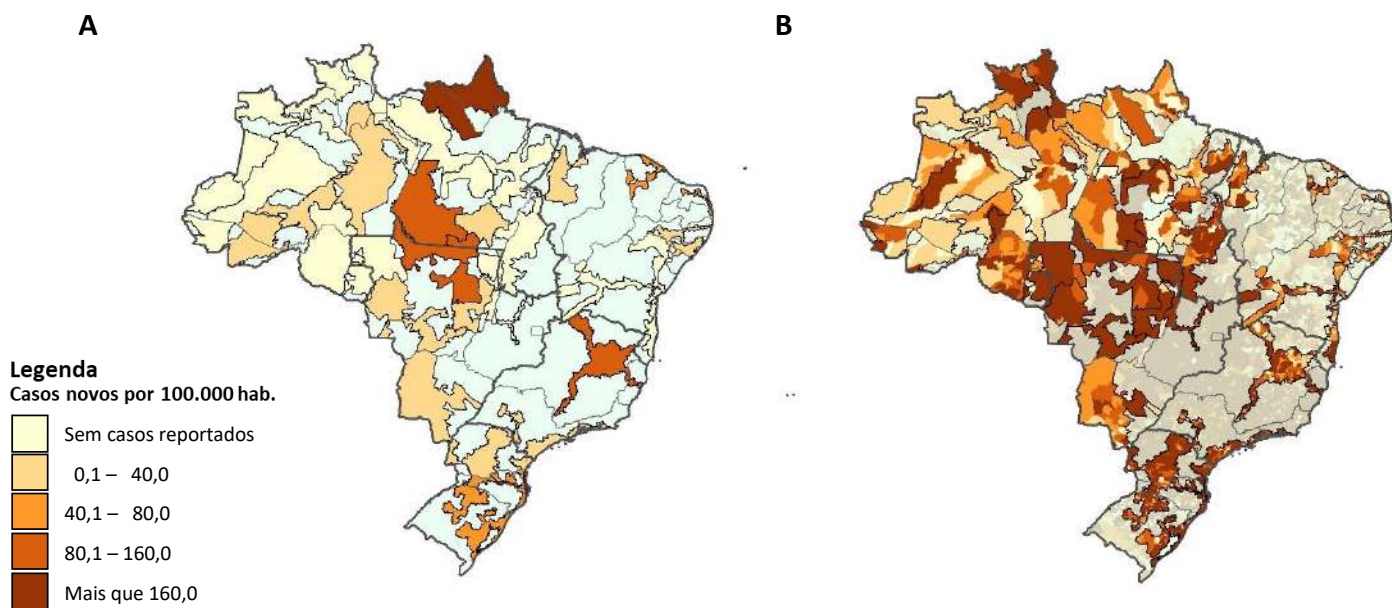 A
B
Legenda
Casos novos por 100.000 hab.
Sem casos reportados
0,1 – 40,0
40,1 – 80,0
80,1 – 160,0
Mais que 160,0